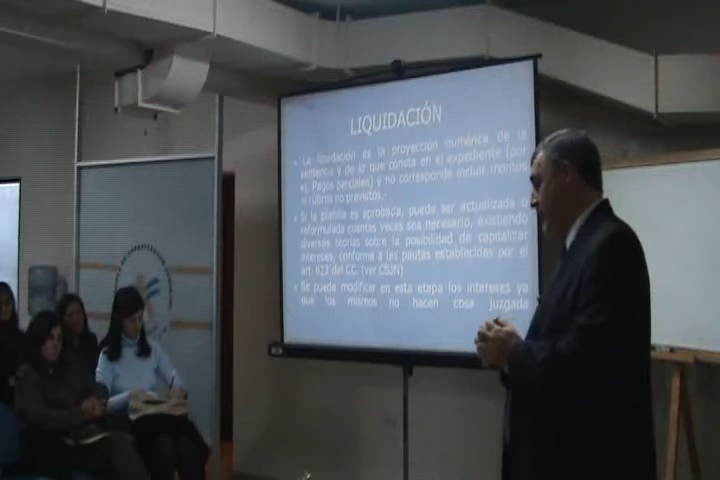 LIQUIDACIÓN
La liquidación es la proyección numérica de la
sentencia y de lo que consta en el expediente (por
ej. Pagos parciales) y no corresponde incluir montos
ni rubros no previstos.-
Si la planilla es aprobada, puede ser actualizada o
reformulada cuantas veces sea necesario, existiendo
diversas teorías sobre la posibilidad de capitalizar
intereses, conforme a las pautas establecidas por el
art. 623 del CC. (ver CSJN)
Se puede modificar en esta etapa los intereses ya
que los mismos no hacen cosa juzgada